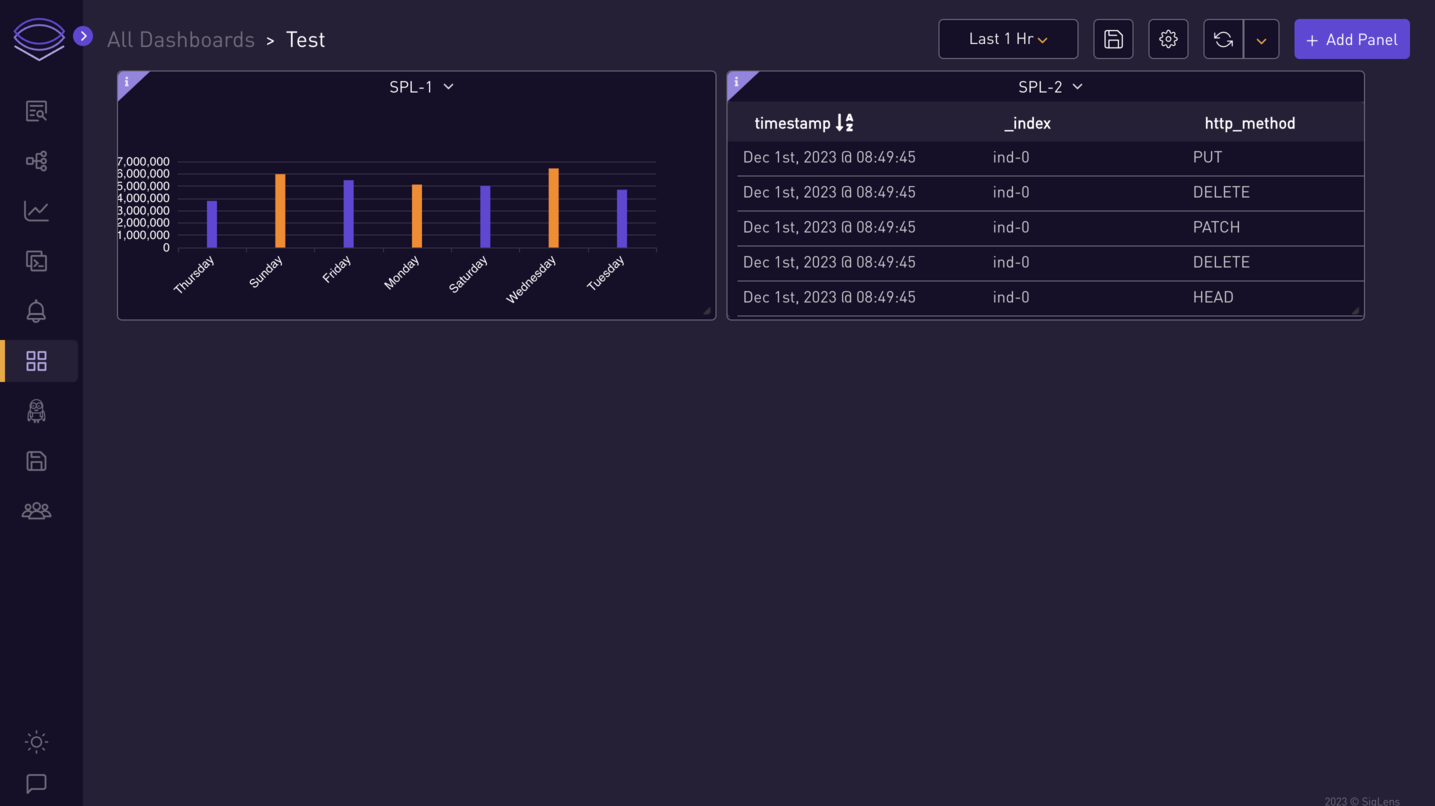 All Dashboards > Test
Last 1 Hr
+ Add Panel
i
SPL-1
7,000,000
6,000,000
5,000,000
4,000,000
3,000,000
2,000,000
1,000,000
0
Thursday
Sunday
Friday
Monday
Saturday
Wednesday
Tuesday
i
SPL-2
timestamp AZ _index http_method
Dec 1st, 2023 @ 08:49:45 ind-0 PUT
Dec 1st, 2023 @ 08:49:45 ind-0 DELETE
Dec 1st, 2023 @ 08:49:45 ind-0 PATCH
Dec 1st, 2023 @ 08:49:45 ind-0 DELETE
Dec 1st, 2023 @ 08:49:45 ind-0 HEAD
2023 © SigLens